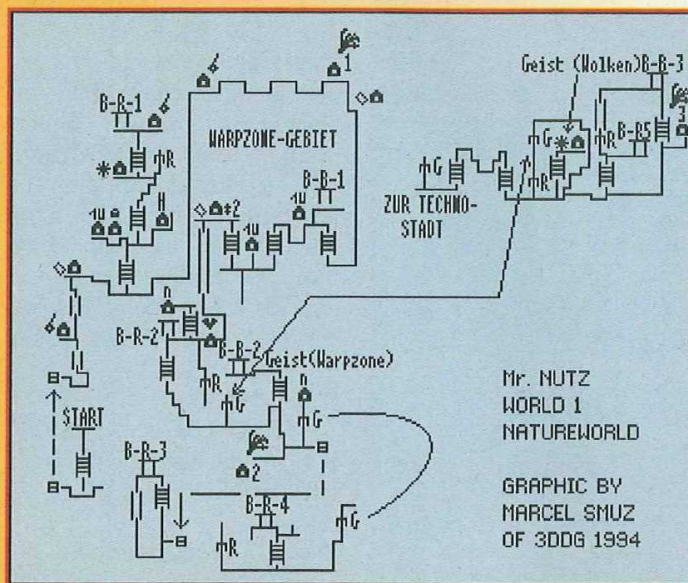 Geist (Wolken)
B-R-3
B-R-1
1
WARPZONE-GEBIET
R
B-B-1
G
G
R
B-R5
3
1U
H
2
1U
1U
R
ZUR TECHNO-
STADT
n
B-R-2
B-B-2
Geist(Warpzone)
n
R
G
G
START
2
B-R-3
B-R-4
R
G
Mr. NUTZ
WORLD 1
NATUREWORLD
GRAPHIC BY
MARCEL SMUZ
OF 3DDG 1994